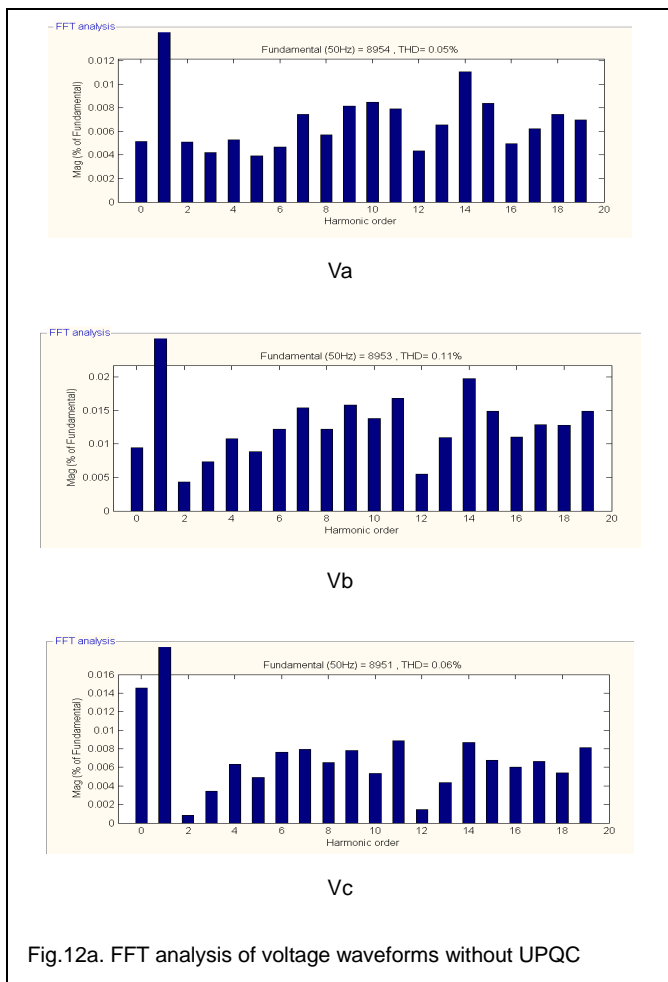 FFT analysis
Fundamental (50Hz) = 8954 , THD= 0.05%
0.012
0.01
0.008
0.006
0.004
0.002
0
Mag (% of Fundamental)
0 2 4 6 8 10 12 14 16 18 20
Harmonic order
Va
FFT analysis
Fundamental (50Hz) = 8953 , THD= 0.11%
0.02
0.015
0.01
0.005
0
Mag (% of Fundamental)
0 2 4 6 8 10 12 14 16 18 20
Harmonic order
Vb
FFT analysis
Fundamental (50Hz) = 8951 , THD= 0.06%
0.016
0.014
0.012
0.01
0.008
0.006
0.004
0.002
0
Mag (% of Fundamental)
0 2 4 6 8 10 12 14 16 18 20
Harmonic order
Vc
Fig.12a. FFT analysis of voltage waveforms without UPQC